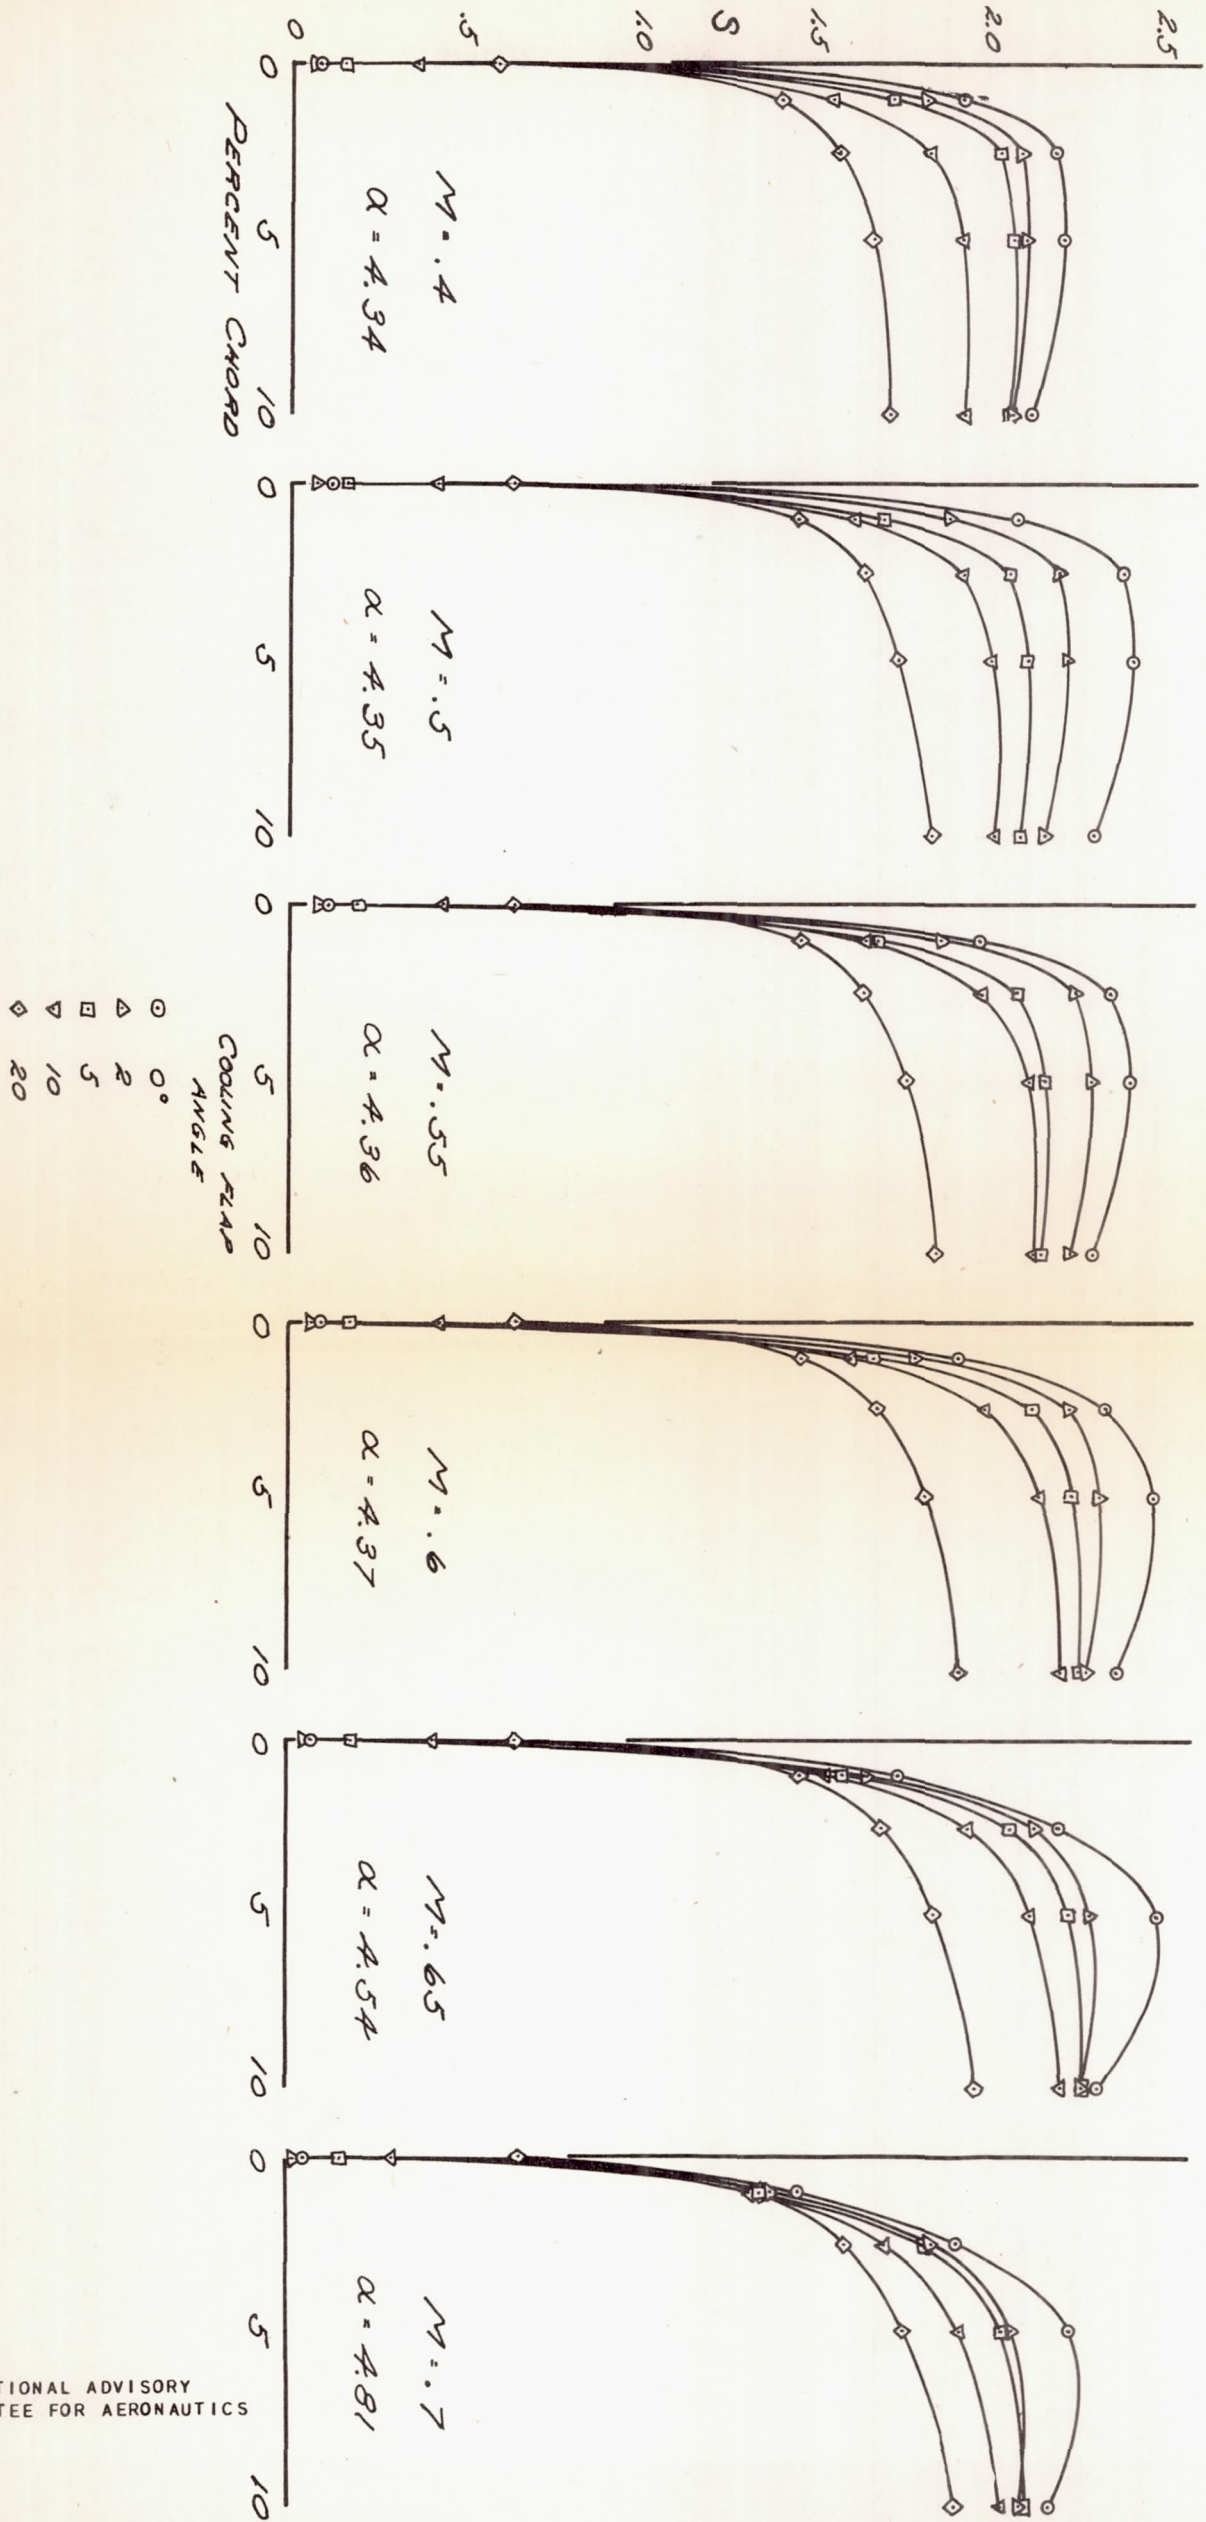 2.5
2.0
1.5
S
1.0
.5
0
0 5 10
PERCENT CHORD
M = .4
α = 4.34
0 5 10
M = .5
α = 4.35
0 5 10
M = .55
α = 4.36
0 5 10
M = .6
α = 4.37
0 5 10
M = .65
α = 4.54
0 5 10
M = .7
α = 4.81
COOLING FLAP
ANGLE
0°
2
5
10
20
TIONAL ADVISORY
TEE FOR AERONAUTICS